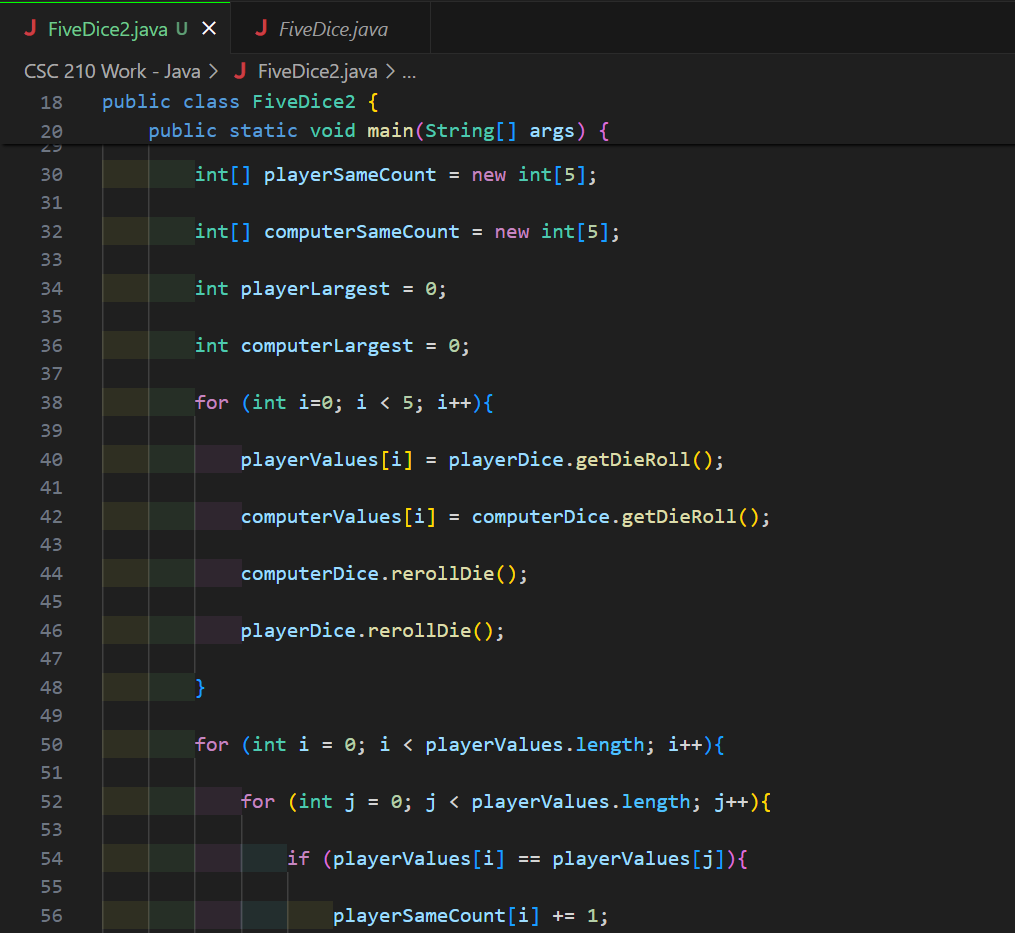 J FiveDice2.java U ✕ J FiveDice.java
CSC 210 Work - Java > J FiveDice2.java > ...
18 public class FiveDice2 {
20 public static void main(String[] args) {
29
30 int[] playerSameCount = new int[5];
31
32 int[] computerSameCount = new int[5];
33
34 int playerLargest = 0;
35
36 int computerLargest = 0;
37
38 for (int i=0; i < 5; i++){
39
40 playerValues[i] = playerDice.getDieRoll();
41
42 computerValues[i] = computerDice.getDieRoll();
43
44 computerDice.rerollDie();
45
46 playerDice.rerollDie();
47
48 }
49
50 for (int i = 0; i < playerValues.length; i++){
51
52 for (int j = 0; j < playerValues.length; j++){
53
54 if (playerValues[i] == playerValues[j]){
55
56 playerSameCount[i] += 1;